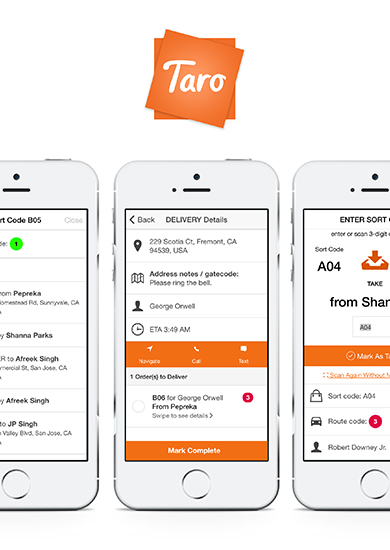 Taro
rt Code B05
Close
de:
1
rom Pepreka
omestead Rd, Sunnyvale, CA
y Shanna Parks
ER to Afreek Singh
mercial St, San Jose, CA
y Afreek Singh
to JP Singh
Valley Blvd, San Jose, CA
Back
DELIVERY Details
229 Scotia Ct, Fremont, CA
94539, USA
Address notes / gatecode:
Please ring the bell.
George Orwell
ETA 3:49 AM
Navigate
Call
Text
1 Order(s) to Deliver
B06 for George Orwell
3
From Pepreka
Swipe to see details >
Mark Complete
ENTER SORT C
enter or scan 3-digit c
Sort Code
A04
TAKE
from Shan
A04
Mark As Ta
Scan Again Without M
Sort code: A04
Route code:
3
Robert Downey Jr.